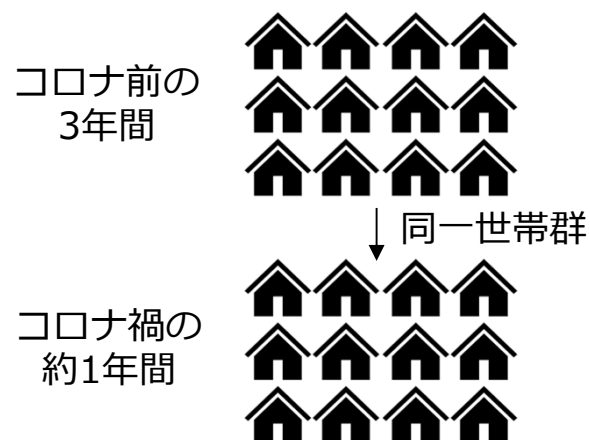 コロナ前の
3年間
同一世帯群
コロナ禍の
約1年間